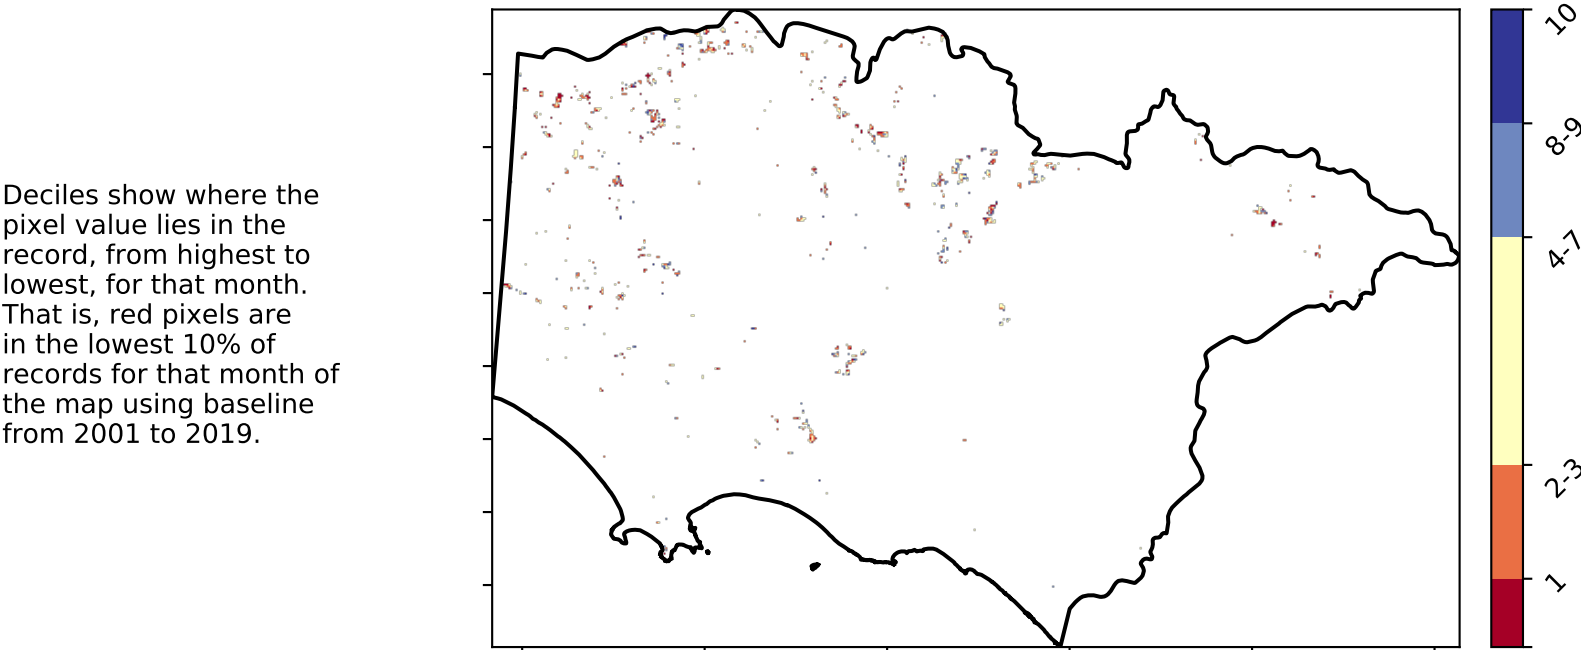 Deciles show where the
pixel value lies in the
record, from highest to
lowest, for that month.
That is, red pixels are
in the lowest 10% of
records for that month of
the map using baseline
from 2001 to 2019.
10
8-9
4-7
2-3
1